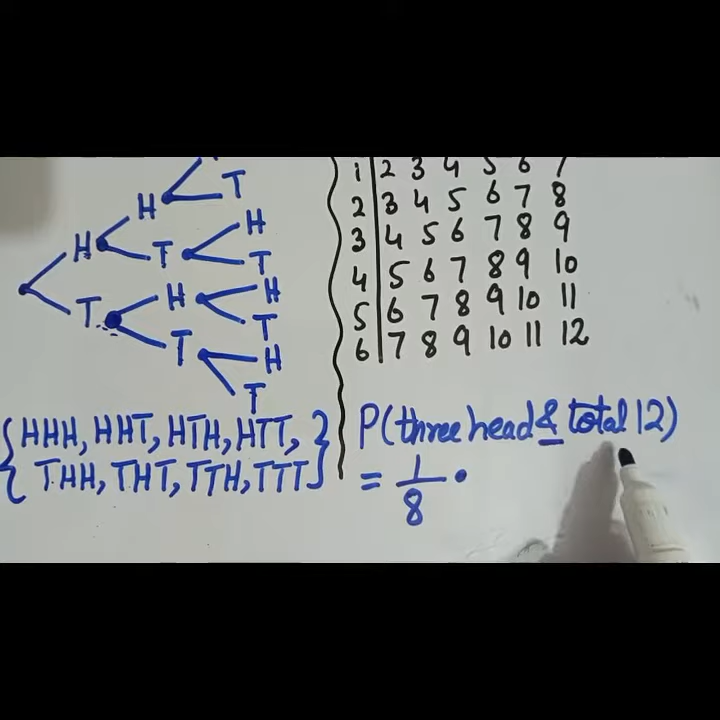 T
H
H
T
H
T
H
T
H
T
H
T
H
T
{HHH, HHT, HTH, HTT,
THH, THT, TTH, TTT}
1 2 3 4 5 6 7
2 3 4 5 6 7 8
3 4 5 6 7 8 9
4 5 6 7 8 9 10
5 6 7 8 9 10 11
6 7 8 9 10 11 12
P(three head & total 12)
= 1/8 •